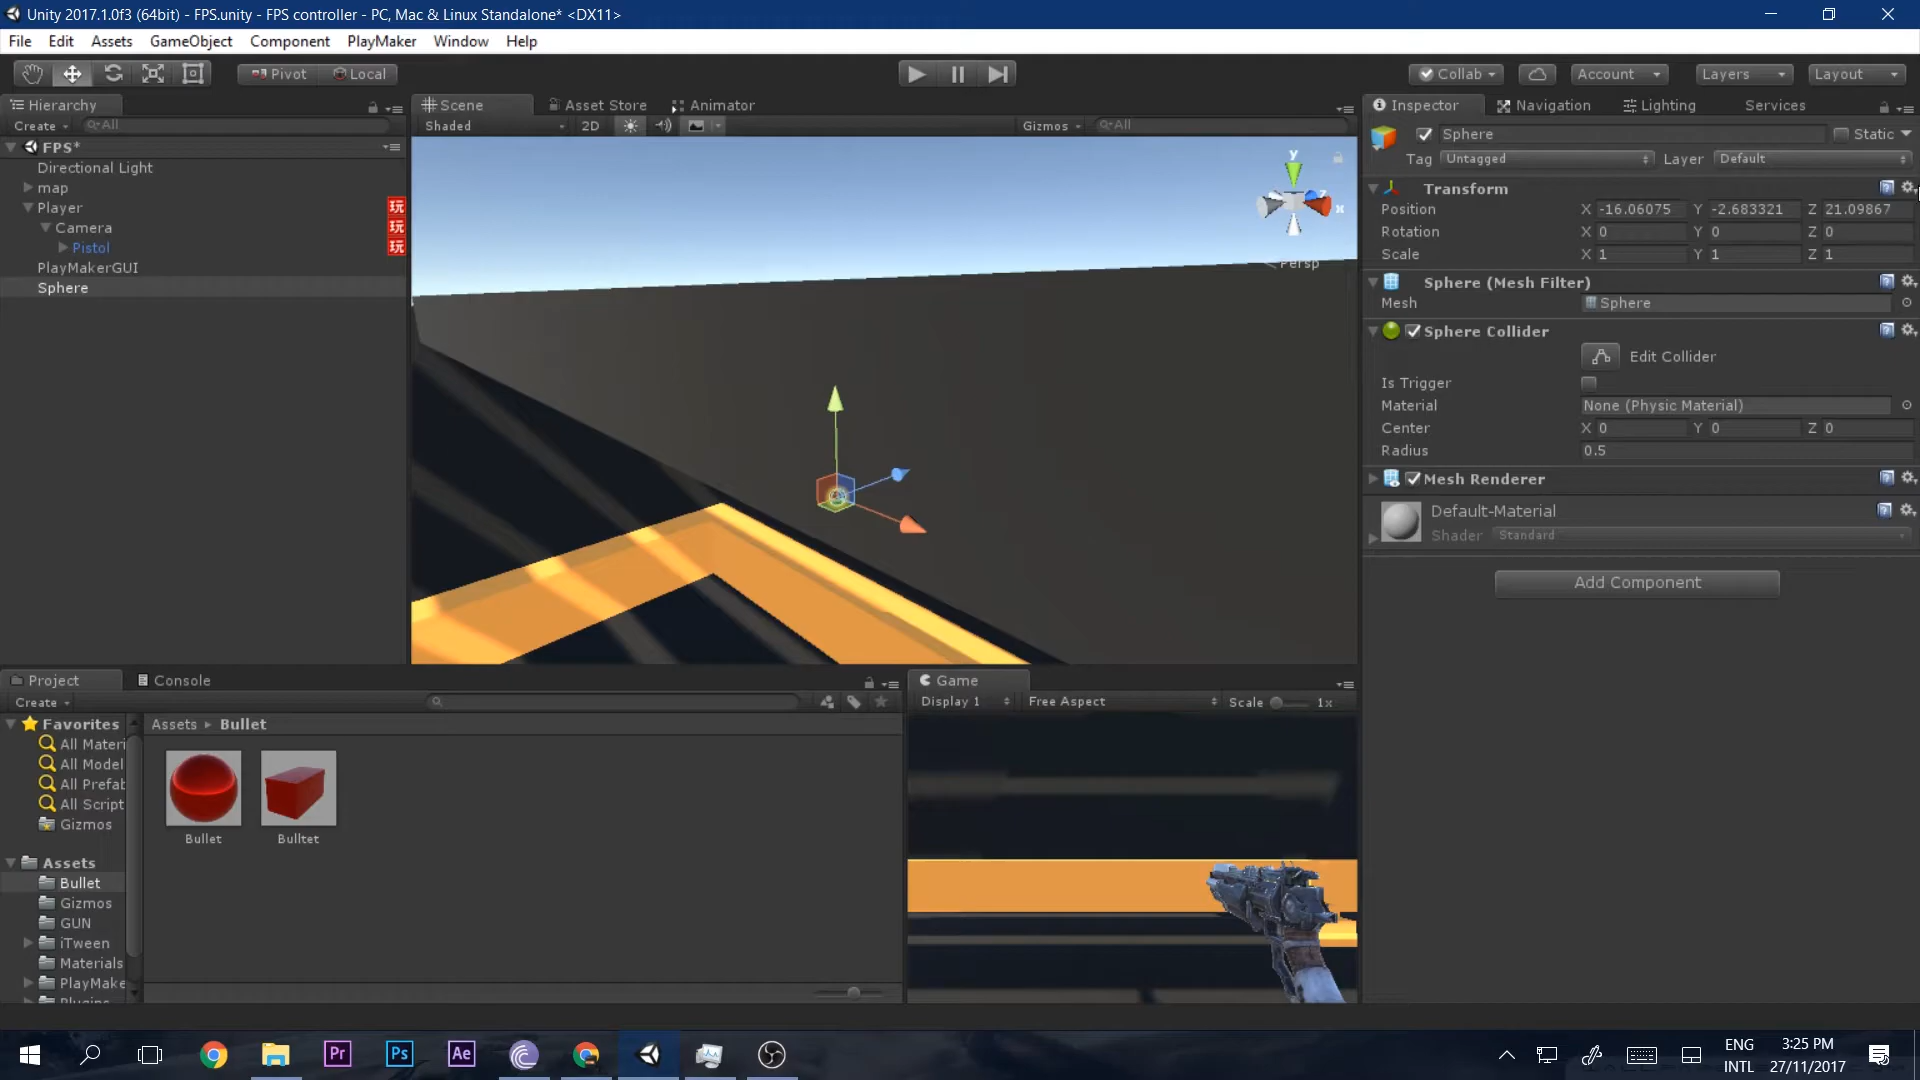 Unity 2017.1.0f3 (64bit) - FPS.unity - FPS controller - PC, Mac & Linux Standalone* <DX11>
File Edit Assets GameObject Component PlayMaker Window Help
Pivot Local Collab Account Layers Layout
Hierarchy
Create All
FPS*
Directional Light
map
Player 玩
Camera 玩
Pistol 玩
PlayMakerGUI
Sphere
Scene Asset Store Animator
Shaded 2D Gizmos All
y
z
x
Persp
Inspector Navigation Lighting Services
Sphere Static
Tag Untagged Layer Default
Transform
Position X -16.06075 Y -2.683321 Z 21.09867
Rotation X 0 Y 0 Z 0
Scale X 1 Y 1 Z 1
Sphere (Mesh Filter)
Mesh Sphere
Sphere Collider
Edit Collider
Is Trigger
Material None (Physic Material)
Center X 0 Y 0 Z 0
Radius 0.5
Mesh Renderer
Default-Material
Shader Standard
Add Component
Project Console
Create
Favorites
All Materi
All Model
All Prefab
All Script
Gizmos
Assets
Bullet
Gizmos
GUN
iTween
Materials
PlayMake
Plugins
Assets Bullet
Bullet Bulltet
Game
Display 1 Free Aspect Scale 1x
Pr Ps Ae
ENG
INTL
3:25 PM
27/11/2017